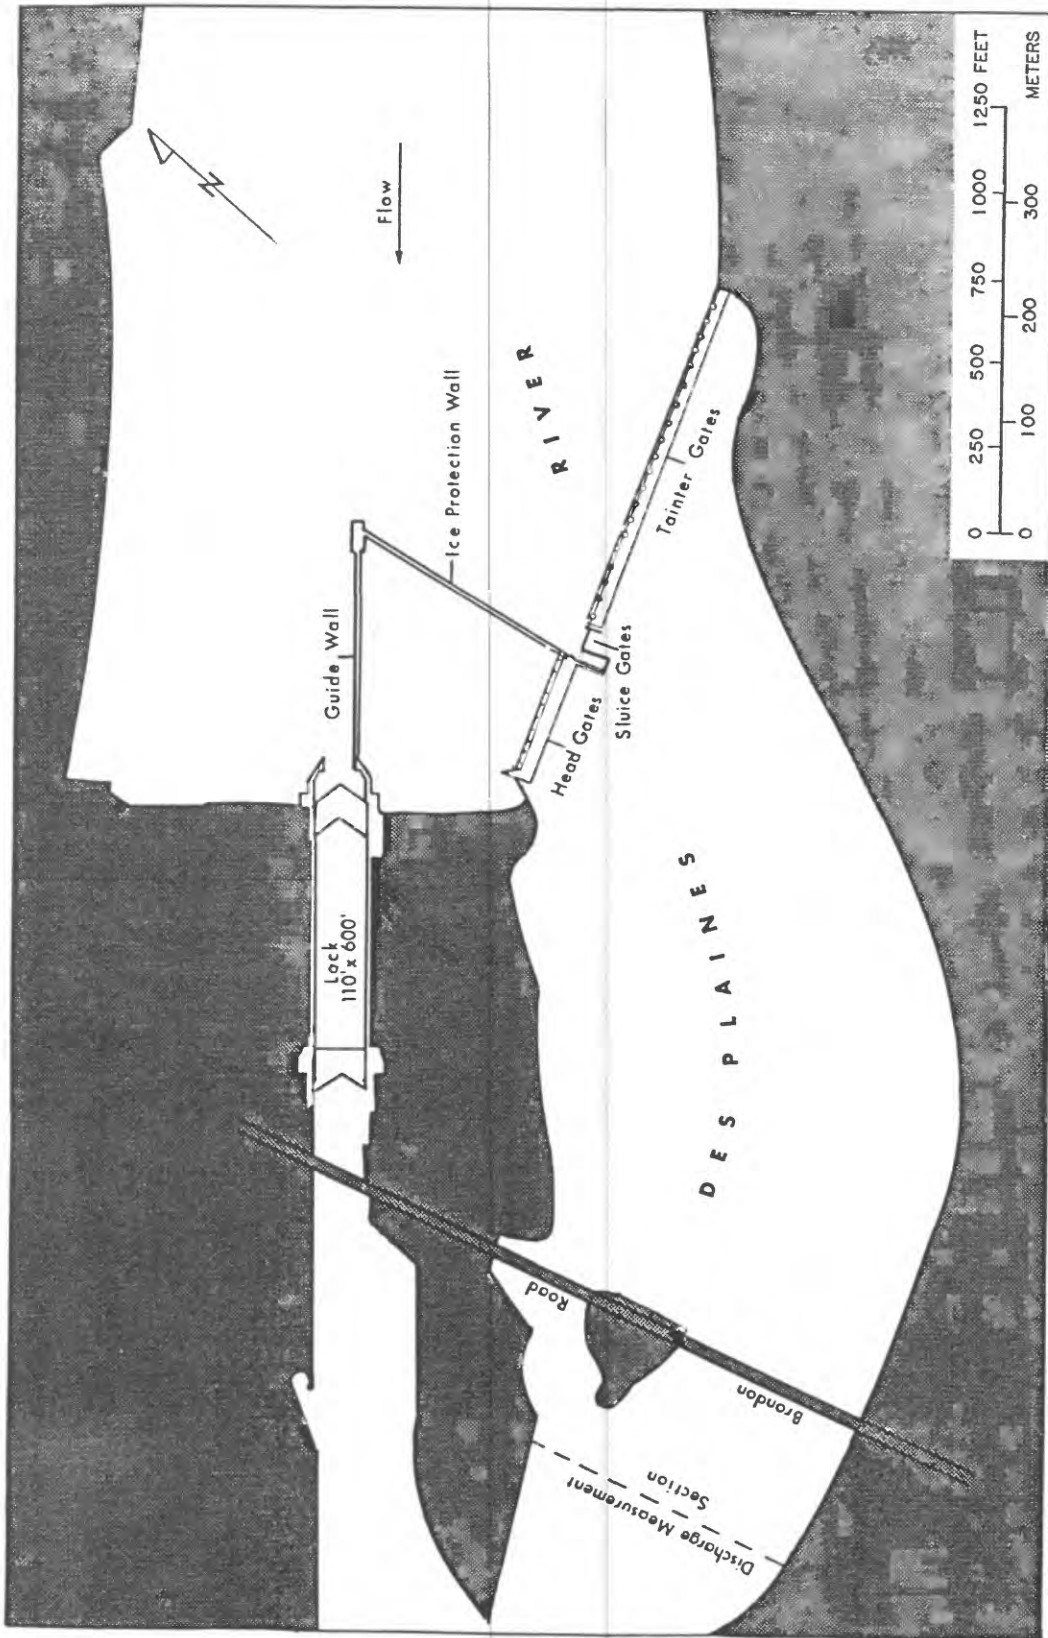 N
Flow
Ice Protection Wall
RIVER
Guide Wall
Tainter Gates
Sluice Gates
Head Gates
Lock
110'x 600'
DES PLAINES
Road
Brandon
Discharge Measurement
Section
0 250 500 750 1000 1250 FEET
0 100 200 300 METERS